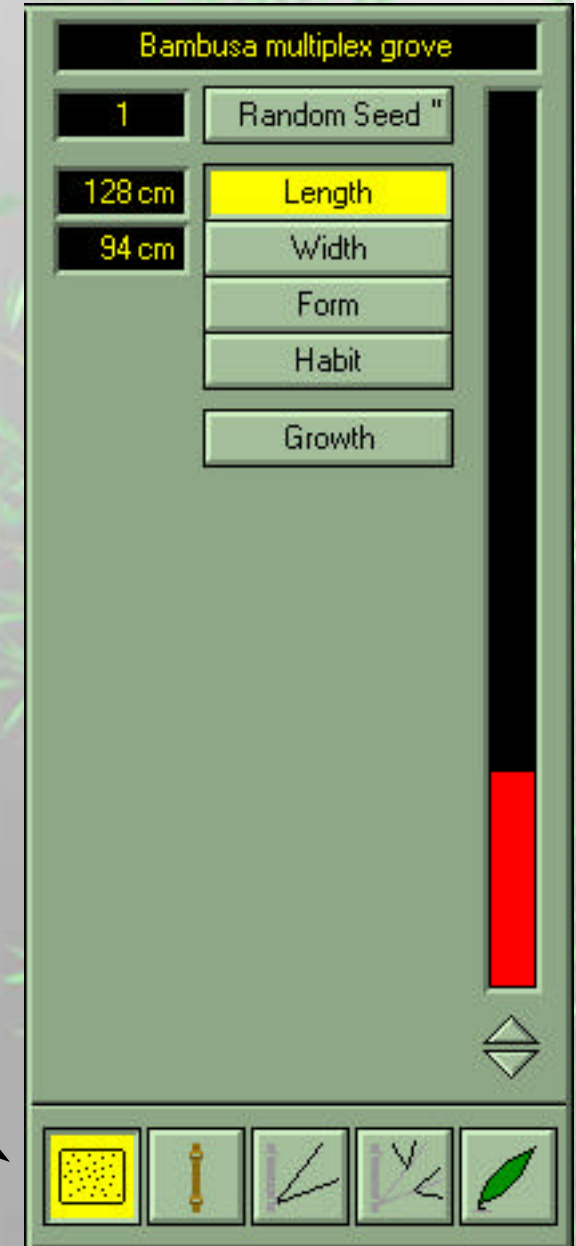 Bambusa multiplex grove
1 Random Seed "
128 cm Length
94 cm Width
Form
Habit
Growth